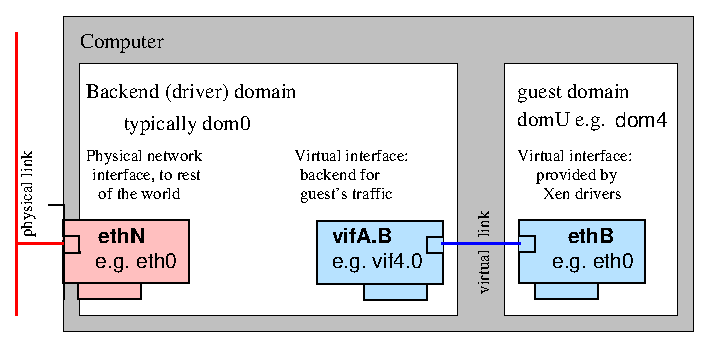 Computer
Backend (driver) domain
typically dom0
Physical network
interface, to rest
of the world
Virtual interface:
backend for
guest's traffic
guest domain
domU e.g. dom4
Virtual interface:
provided by
Xen drivers
physical link
ethN
e.g. eth0
vifA.B
e.g. vif4.0
virtual link
ethB
e.g. eth0